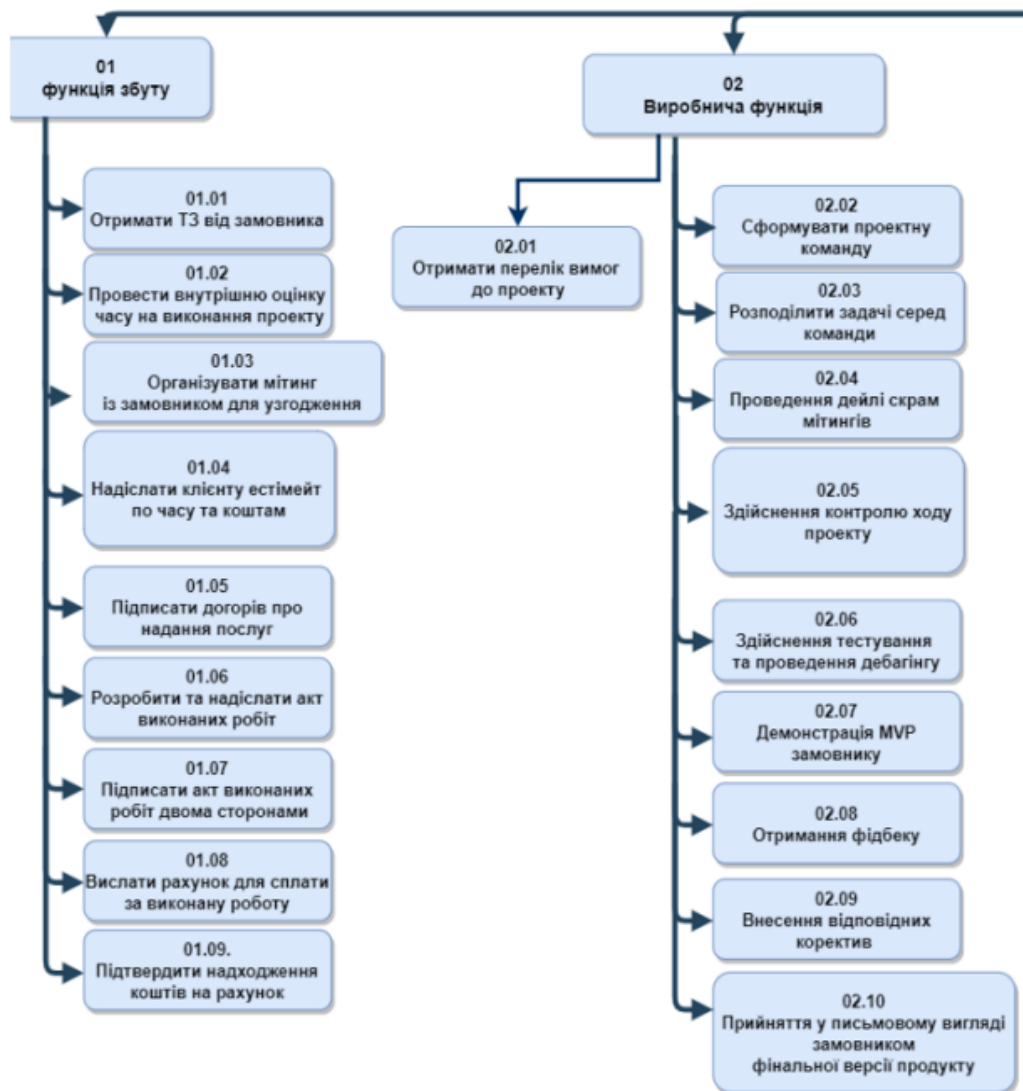 01
функція збуту
01.01
Отримати ТЗ від замовника
01.02
Провести внутрішню оцінку
часу на виконання проекту
01.03
Організувати мітинг
із замовником для узгодження
01.04
Надіслати клієнту естімейт
по часу та коштам
01.05
Підписати догорів про
надання послуг
01.06
Розробити та надіслати акт
виконаних робіт
01.07
Підписати акт виконаних
робіт двома сторонами
01.08
Вислати рахунок для сплати
за виконану роботу
01.09.
Підтвердити надходження
коштів на рахунок
02
Виробнича функція
02.01
Отримати перелік вимог
до проекту
02.02
Сформувати проектну
команду
02.03
Розподілити задачі серед
команди
02.04
Проведення дейлі скрам
мітингів
02.05
Здійснення контролю ходу
проекту
02.06
Здійснення тестування
та проведення дебагінгу
02.07
Демонстрація MVP
замовнику
02.08
Отримання фідбеку
02.09
Внесення відповідних
коректив
02.10
Прийняття у письмовому вигляді
замовником
фінальної версії продукту